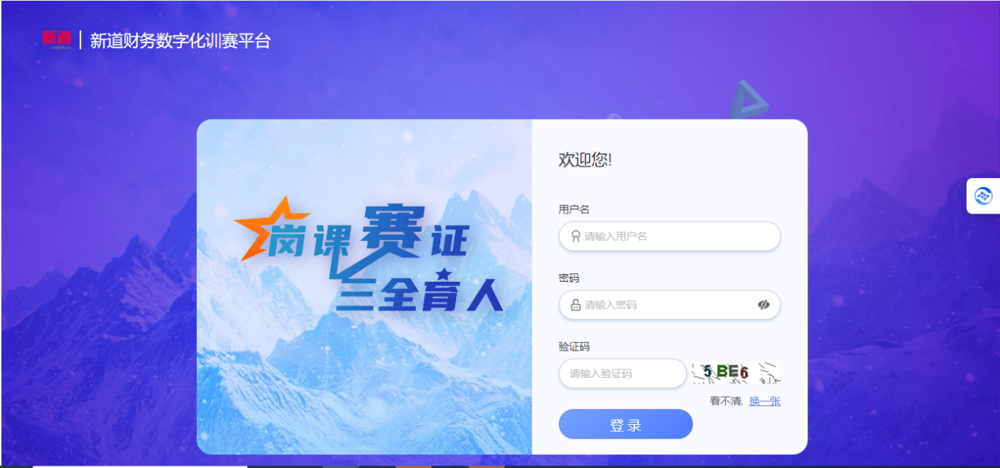 新道 | 新道财务数字化训赛平台
岗课赛证
三全育人
欢迎您!
用户名
请输入用户名
密码
请输入密码
验证码
请输入验证码
5BE6
看不清, 换一张
登录